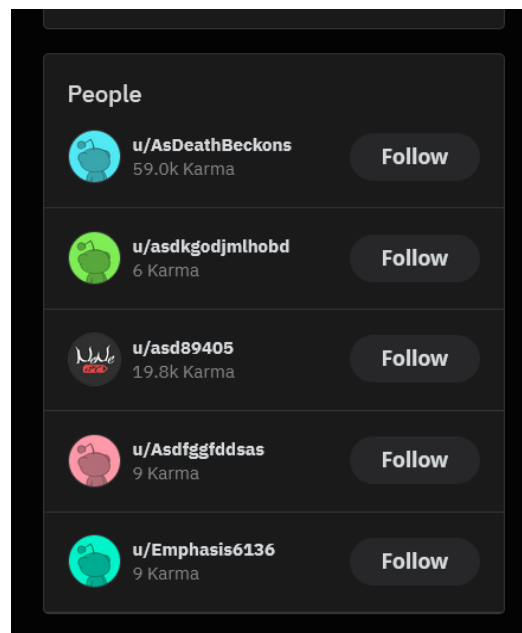 People
u/AsDeathBeckons
59.0k Karma
Follow
u/asdkgodjmlhobd
6 Karma
Follow
u/asd89405
19.8k Karma
Follow
u/Asdfggfddsas
9 Karma
Follow
u/Emphasis6136
9 Karma
Follow